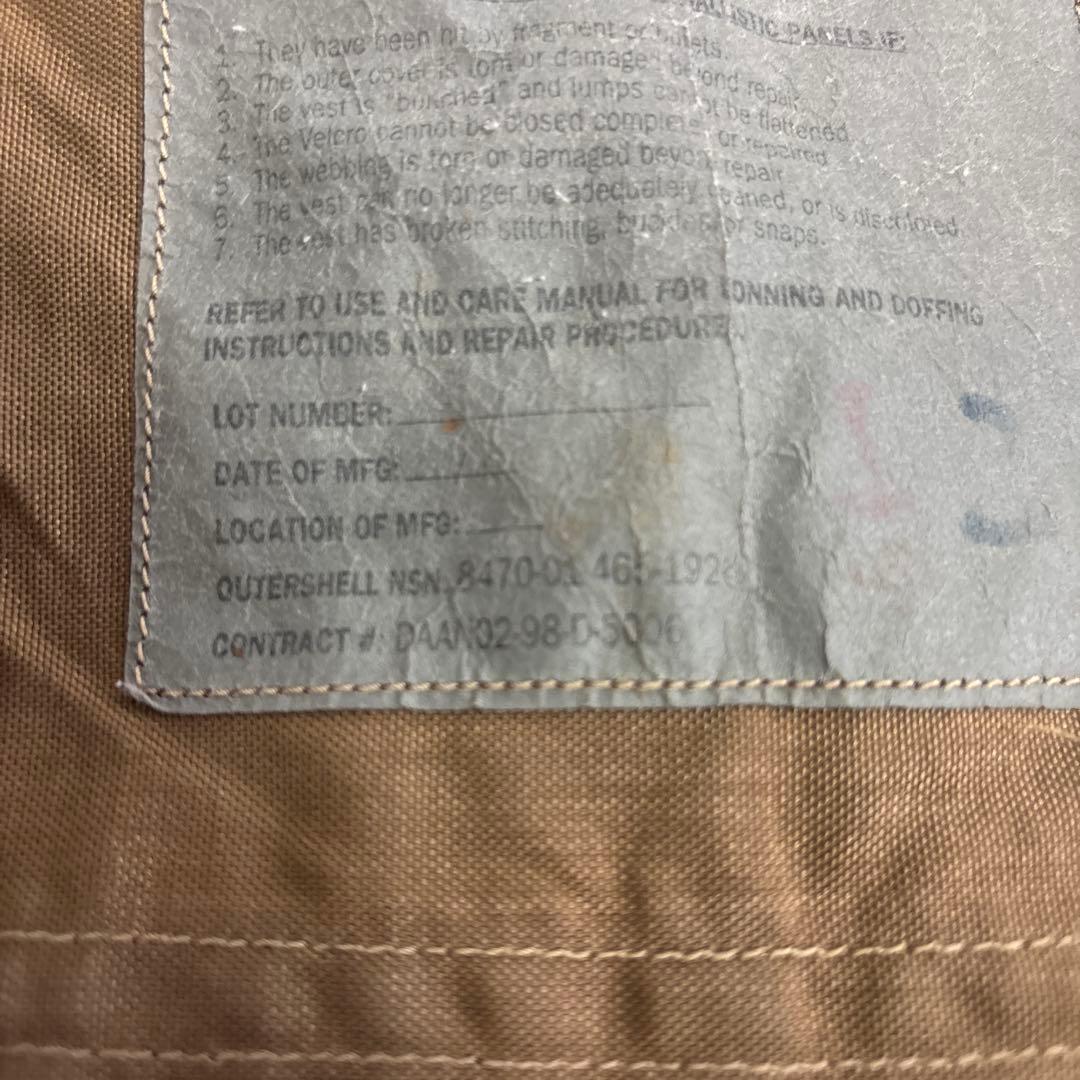 BALLISTIC PANELS IF:
1. They have been hit by fragment or bullets.
2. The outer cover is torn or damaged beyond repair.
3. The vest is "bunched" and lumps cannot be flattened
4. The Velcro cannot be closed completely or repaired
5. The webbing is torn or damaged beyond repair
6. The vest can no longer be adequately cleaned, or is discolored.
7. The vest has broken stitching, buckles or snaps.
REFER TO USE AND CARE MANUAL FOR DONNING AND DOFFING
INSTRUCTIONS AND REPAIR PROCEDURE
LOT NUMBER:
DATE OF MFG:
LOCATION OF MFG:
OUTERSHELL NSN. 8470-01 465-1926
CONTRACT #: DAAN02-98-D-5006